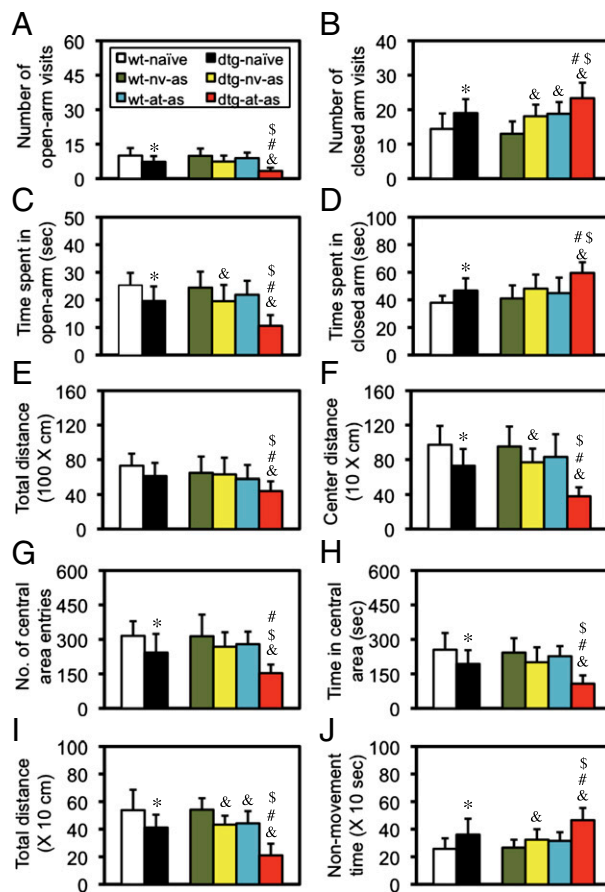 A
Number of
open-arm visits
60
45
30
15
0
wt-naïve
dtg-naïve
wt-nv-as
dtg-nv-as
wt-at-as
dtg-at-as
*
$
#
&
B
Number of
closed arm visits
40
30
20
10
0
*
&
&
# $
&
C
Time spent in
open-arm (sec)
50
40
30
20
10
0
*
&
$
#
&
D
Time spent in
closed arm (sec)
100
80
60
40
20
0
*
# $
&
E
Total distance
(100 X cm)
160
120
80
40
0
$
#
&
F
Center distance
(10 X cm)
160
120
80
40
0
*
&
$
#
&
G
No. of central
area entries
600
450
300
150
0
*
#
$
&
H
Time in central
area (sec)
600
450
300
150
0
*
$
#
&
I
Total distance
(X 10 cm)
100
80
60
40
20
0
*
&
&
$
#
&
J
Non-movement
time (X 10 sec)
100
80
60
40
20
0
*
&
$
#
&